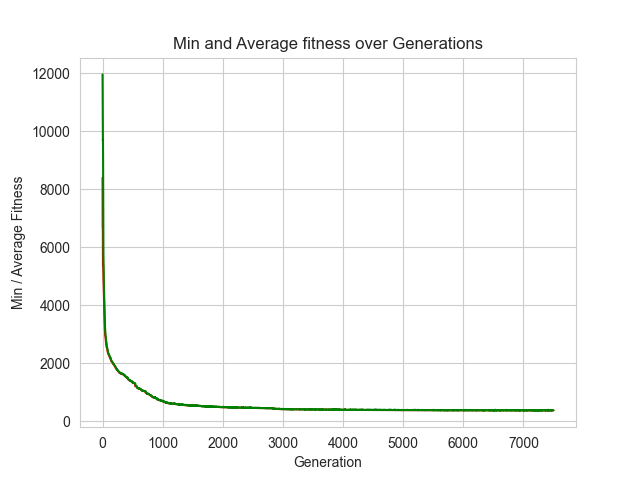 Min and Average fitness over Generations
12000
10000
8000
6000
4000
2000
0
Min / Average Fitness
0 1000 2000 3000 4000 5000 6000 7000
Generation